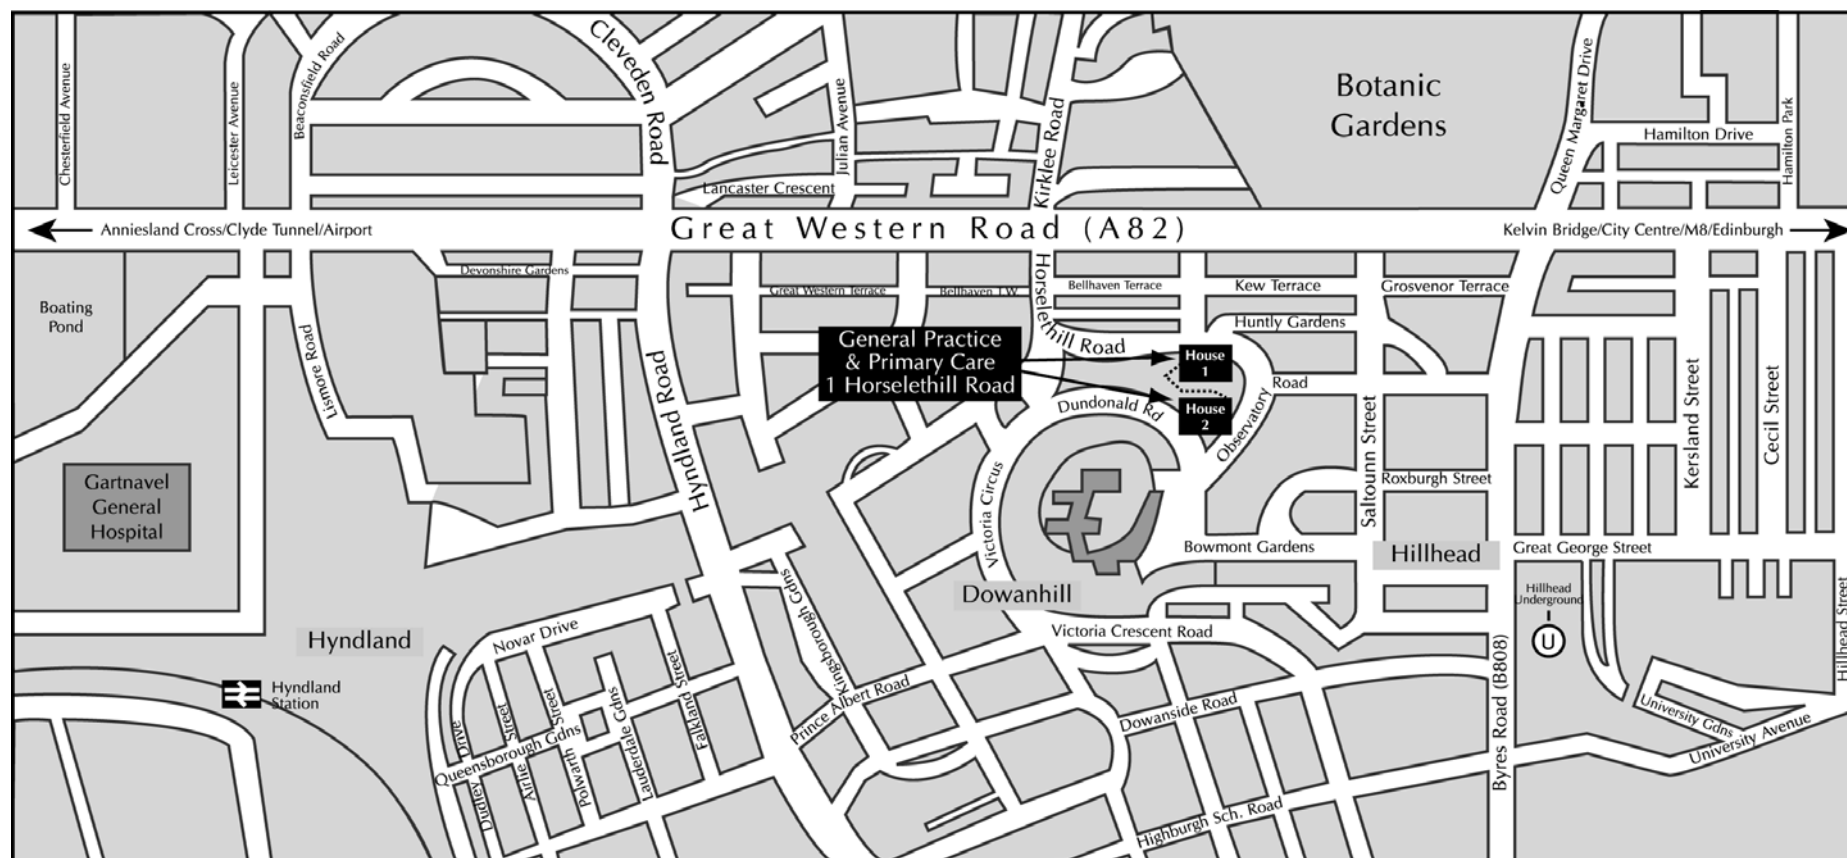 Cleveden Road
Beaconsfield Road
Chesterfield Avenue
Leicester Avenue
Julian Avenue
Kirklee Road
Botanic
Gardens
Queen Margaret Drive
Hamilton Drive
Hamilton Park
Lancaster Crescent
Anniesland Cross/Clyde Tunnel/Airport
Great Western Road (A82)
Kelvin Bridge/City Centre/M8/Edinburgh
Devonshire Gardens
Great Western Terrace
Bellhaven T.W.
Bellhaven Terrace
Kew Terrace
Grosvenor Terrace
Boating
Pond
Horselethill Road
Huntly Gardens
General Practice
& Primary Care
1 Horselethill Road
House
1
House
2
Lismore Road
Hyndland Road
Dundonald Rd
Observatory
Road
Saltounn Street
Kersland Street
Cecil Street
Gartnavel
General
Hospital
Victoria Circus
Roxburgh Street
Bowmont Gardens
Hillhead
Great George Street
Hillhead
Underground
U
Hillhead Street
Dowanhill
Kingsborough Gdns
Hyndland
Novar Drive
Victoria Crescent Road
Byres Road (B808)
Hyndland
Station
Falkland Street
Prince Albert Road
Dowanside Road
University Gdns
University Avenue
Queensborough Gdns
Dudley Drive
Airlie Street
Polwarth Street
Lauderdale Gdns
Highburgh Sch. Road